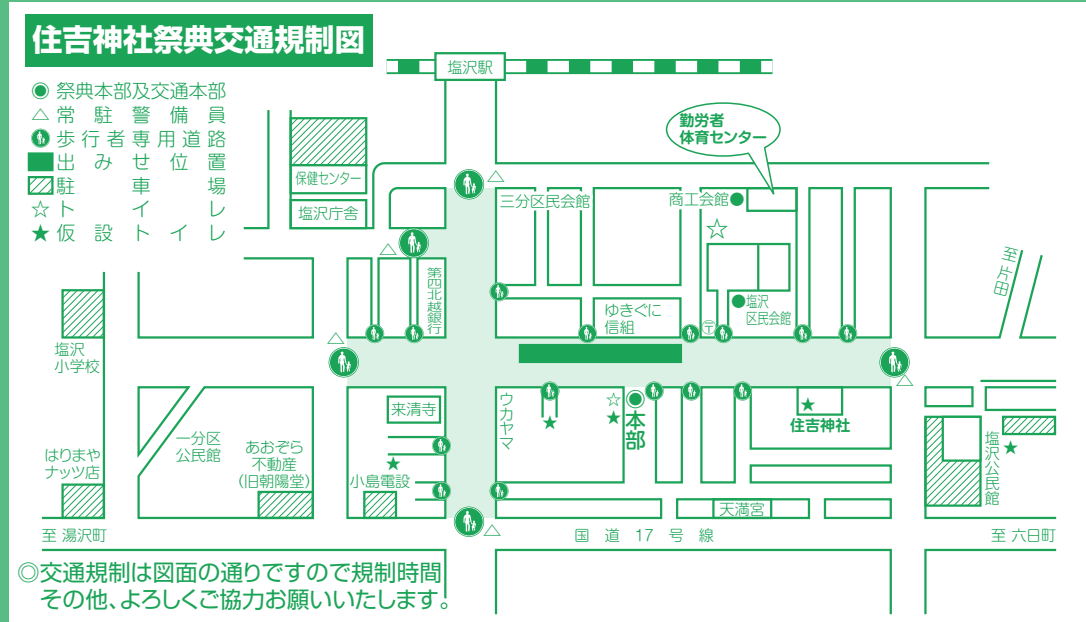 住吉神社祭典交通規制図
塩沢駅
◉祭典本部及交通本部
△常駐警備員
歩行者専用道路
出みせ位置
駐車場
☆トイレ
★仮設トイレ
勤労者
体育センター
保健センター
塩沢庁舎
三分区民会館
商工会館
至片田
第四北越銀行
塩沢
区民会館
ゆきぐに
信組
〒
塩沢
小学校
来清寺
ウカヤマ
本部
住吉神社
一分区
公民館
あおぞら
不動産
(旧朝陽堂)
はりまや
ナッツ店
小島電設
塩沢公民館
天満宮
至 湯沢町
国道17号線
至 六日町
◎交通規制は図面の通りですので規制時間
その他、よろしくご協力お願いいたします。